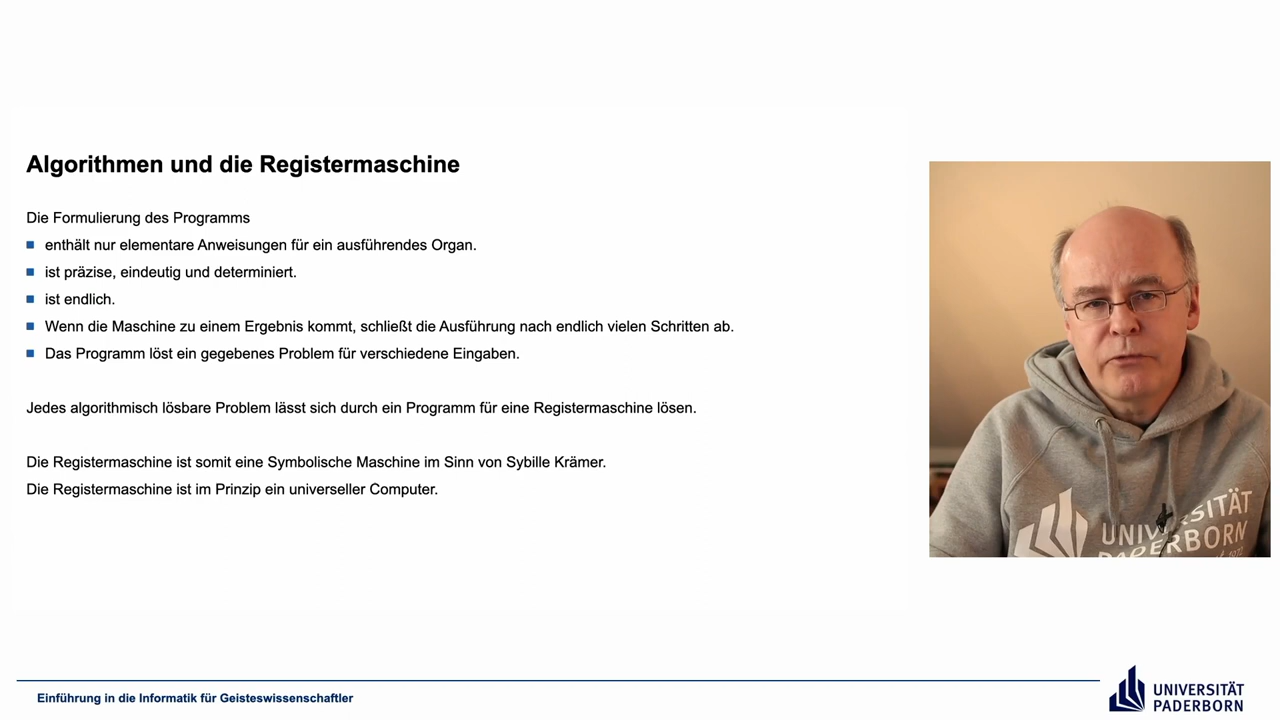 Algorithmen und die Registermaschine
Die Formulierung des Programms
enthält nur elementare Anweisungen für ein ausführendes Organ.
ist präzise, eindeutig und determiniert.
ist endlich.
Wenn die Maschine zu einem Ergebnis kommt, schließt die Ausführung nach endlich vielen Schritten ab.
Das Programm löst ein gegebenes Problem für verschiedene Eingaben.
Jedes algorithmisch lösbare Problem lässt sich durch ein Programm für eine Registermaschine lösen.
Die Registermaschine ist somit eine Symbolische Maschine im Sinn von Sybille Krämer.
Die Registermaschine ist im Prinzip ein universeller Computer.
UNIVERSITÄT
PADERBORN
Einführung in die Informatik für Geisteswissenschaftler
UNIVERSITÄT
PADERBORN